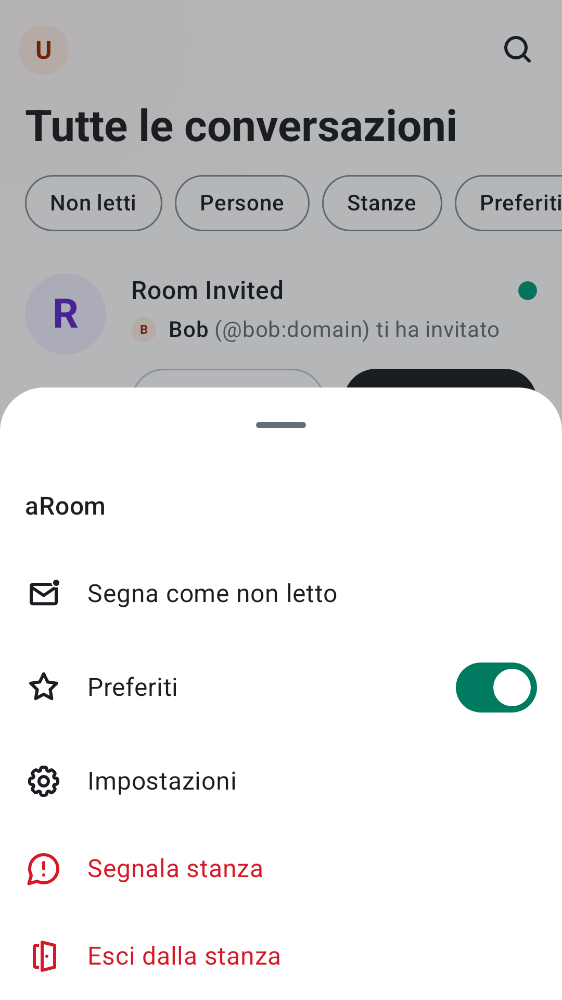 U
Tutte le conversazioni
Non letti Persone Stanze Preferiti
R
Room Invited
B Bob (@bob:domain) ti ha invitato
aRoom
Segna come non letto
Preferiti
Impostazioni
Segnala stanza
Esci dalla stanza